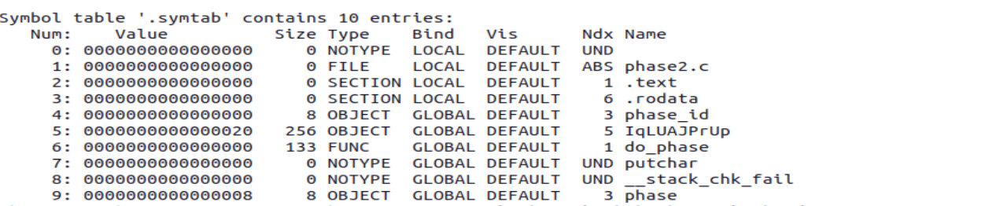 Symbol table '.symtab' contains 10 entries:
   Num:    Value          Size Type    Bind   Vis      Ndx Name
     0: 0000000000000000     0 NOTYPE  LOCAL  DEFAULT  UND
     1: 0000000000000000     0 FILE    LOCAL  DEFAULT  ABS phase2.c
     2: 0000000000000000     0 SECTION LOCAL  DEFAULT    1 .text
     3: 0000000000000000     0 SECTION LOCAL  DEFAULT    6 .rodata
     4: 0000000000000000     8 OBJECT  GLOBAL DEFAULT    3 phase_id
     5: 0000000000000020   256 OBJECT  GLOBAL DEFAULT    5 IqLUAJPrUp
     6: 0000000000000000   133 FUNC    GLOBAL DEFAULT    1 do_phase
     7: 0000000000000000     0 NOTYPE  GLOBAL DEFAULT  UND putchar
     8: 0000000000000000     0 NOTYPE  GLOBAL DEFAULT  UND __stack_chk_fail
     9: 0000000000000008     8 OBJECT  GLOBAL DEFAULT    3 phase